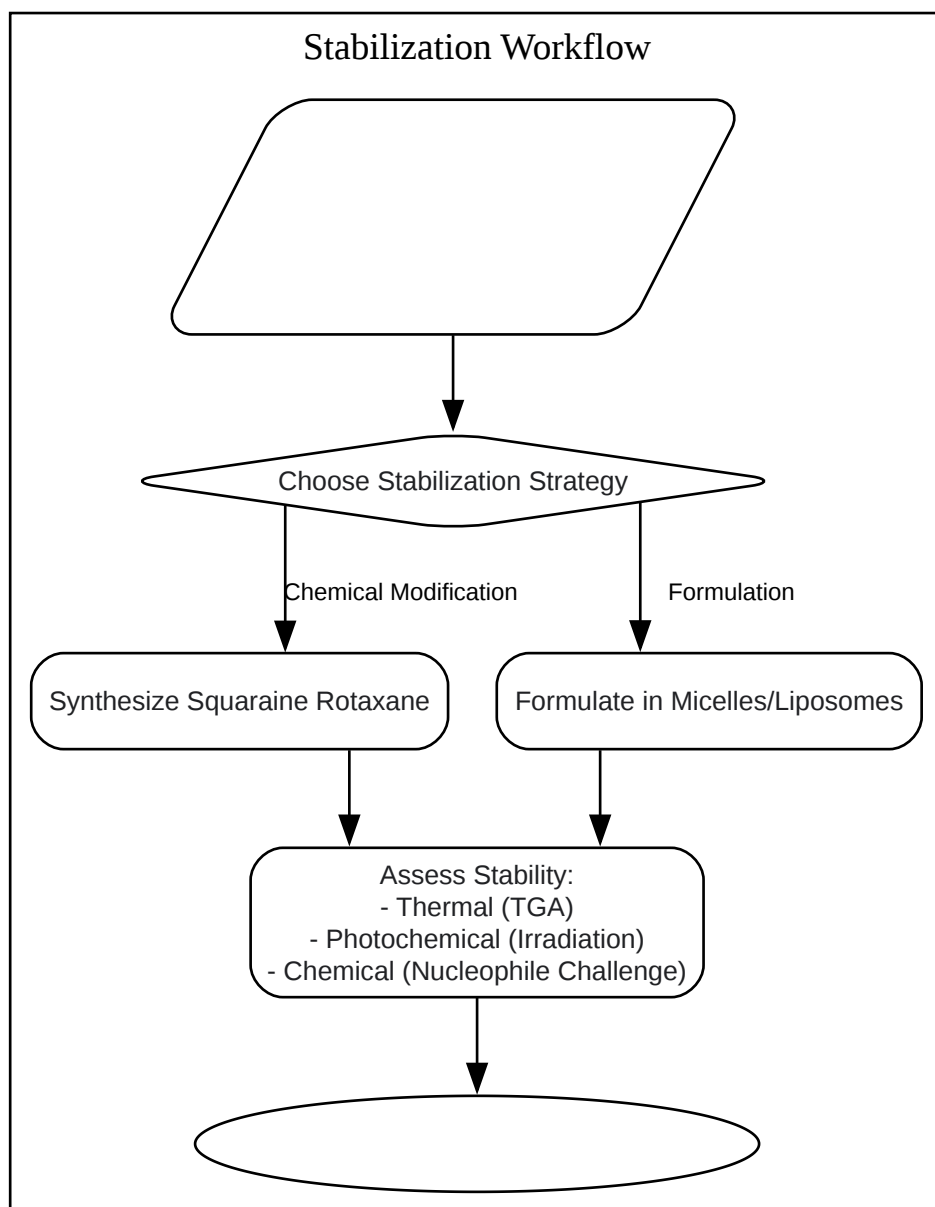 Stabilization Workflow
Choose Stabilization Strategy
Chemical Modification
Formulation
Synthesize Squaraine Rotaxane
Formulate in Micelles/Liposomes
Assess Stability:
- Thermal (TGA)
- Photochemical (Irradiation)
- Chemical (Nucleophile Challenge)